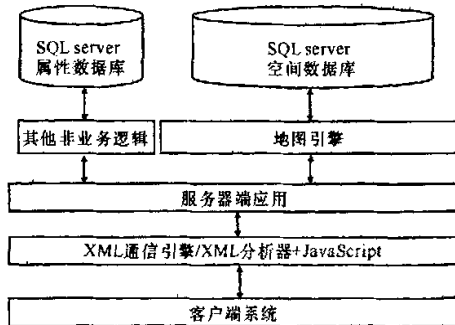 SQL server
属性数据库
SQL server
空间数据库
其他非业务逻辑
地图引擎
服务器端应用
XML通信引擎/XML分析器+JavaScript
客户端系统